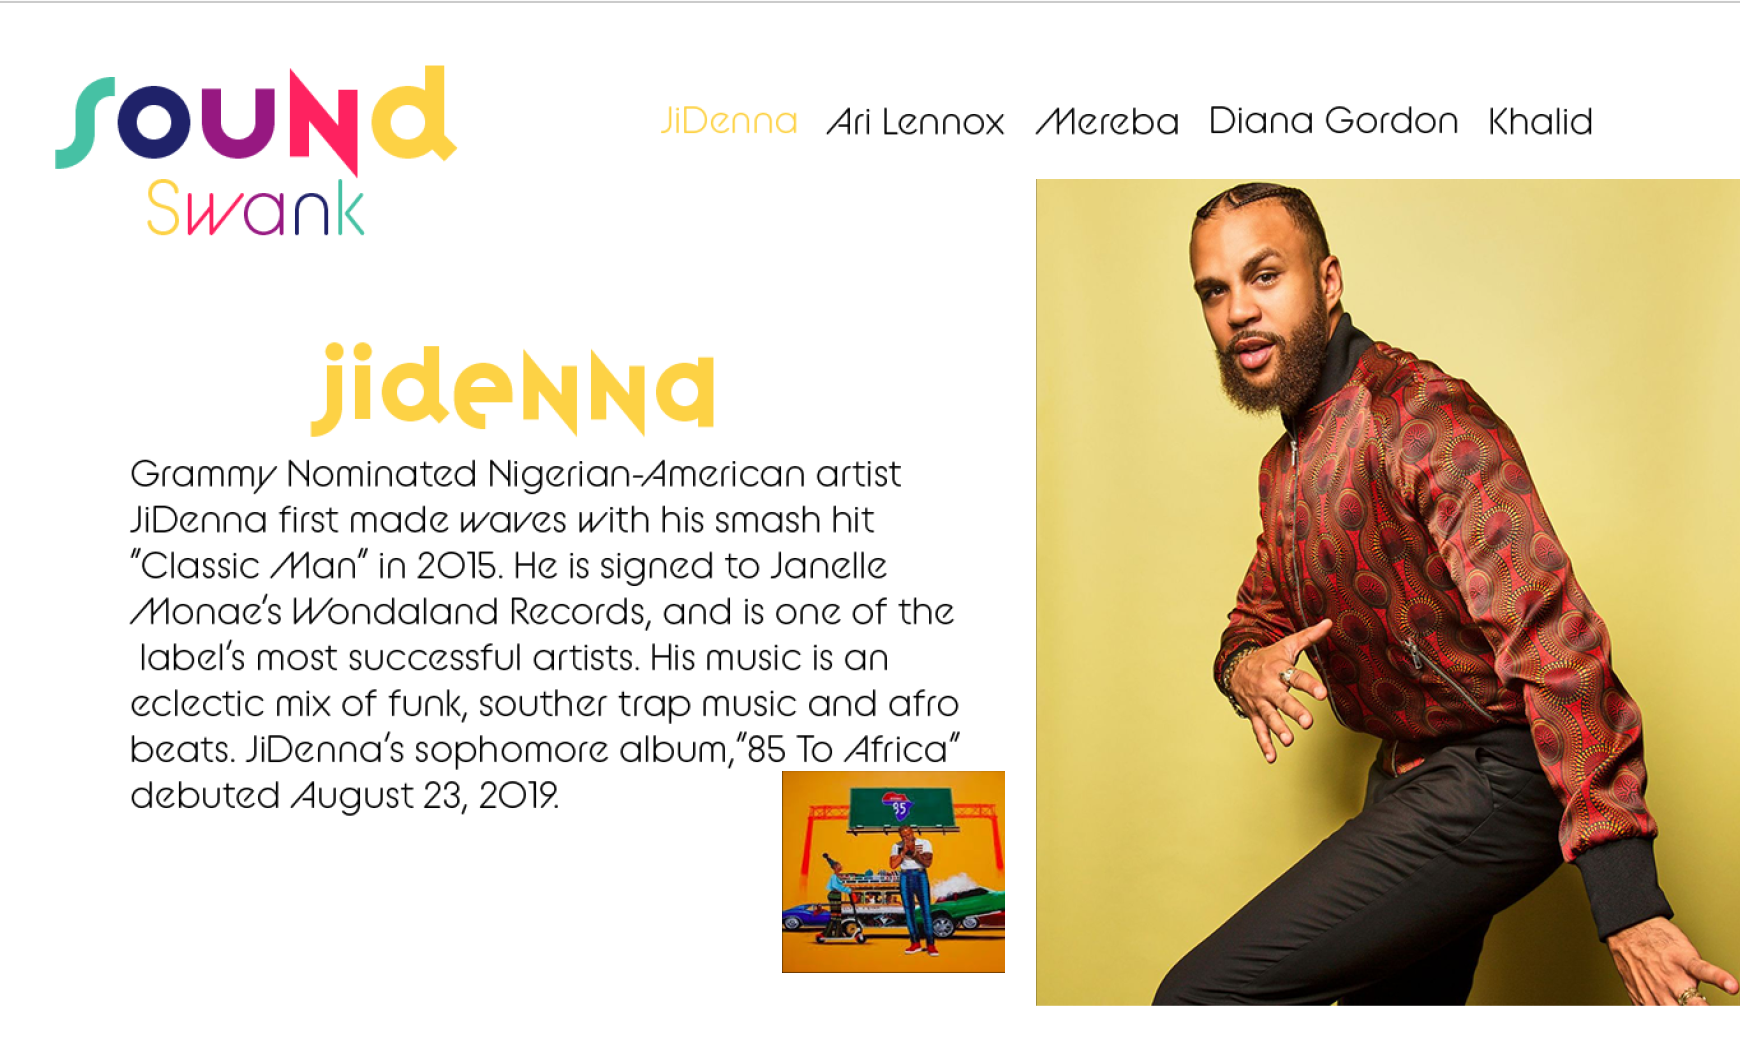 SOUND
Swank
JiDenna Ari Lennox Mereba Diana Gordon Khalid
jidenna
Grammy Nominated Nigerian-American artist
JiDenna first made waves with his smash hit
"Classic Man" in 2015. He is signed to Janelle
Monae's Wondaland Records, and is one of the
label's most successful artists. His music is an
eclectic mix of funk, souther trap music and afro
beats. JiDenna's sophomore album,"85 To Africa"
debuted August 23, 2019.
85